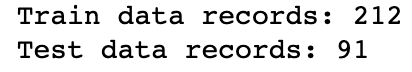 Train data records: 212
Test data records: 91